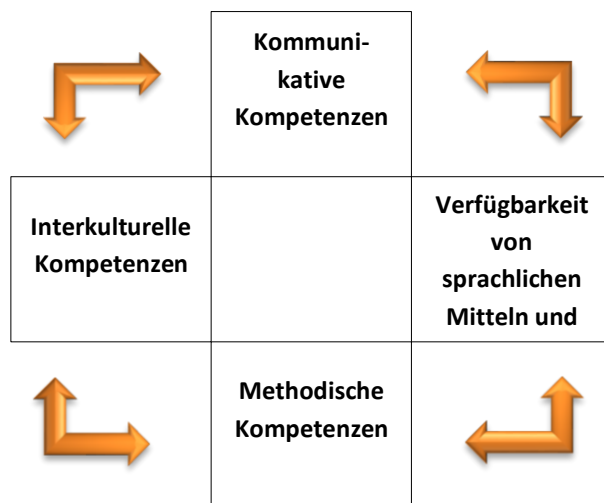 Kommuni-
kative
Kompetenzen
Interkulturelle
Kompetenzen
Verfügbarkeit
von
sprachlichen
Mitteln und
Methodische
Kompetenzen